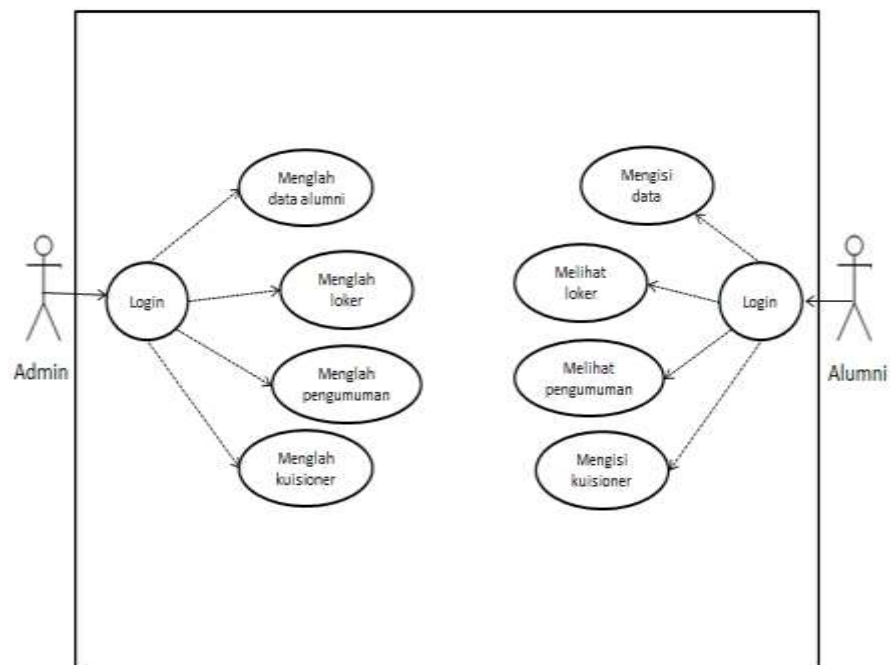 Menglah
data alumni
Mengisi
data
Menglah
loker
Melihat
loker
Login
Login
Admin
Alumni
Menglah
pengumuman
Melihat
pengumuman
Menglah
kuisioner
Mengisi
kuisioner